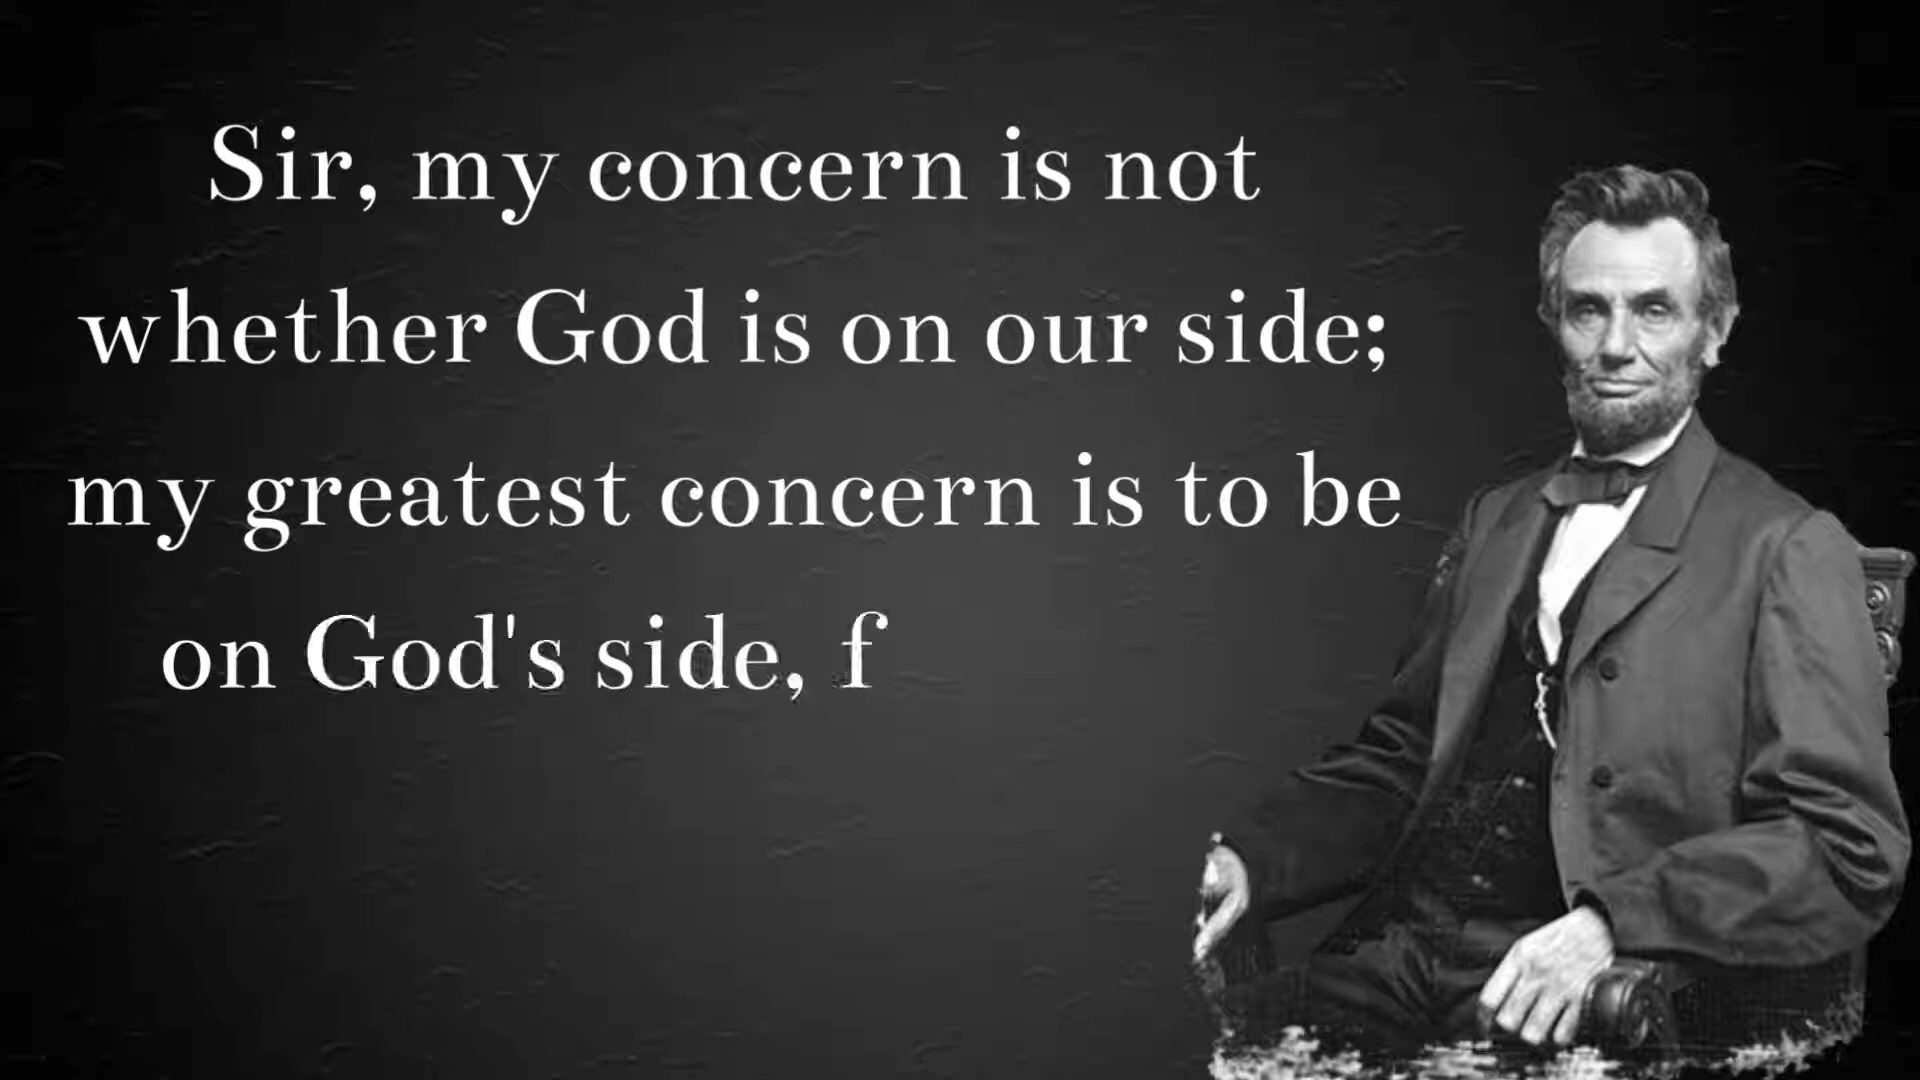 Sir, my concern is not
whether God is on our side;
my greatest concern is to be
on God's side, f